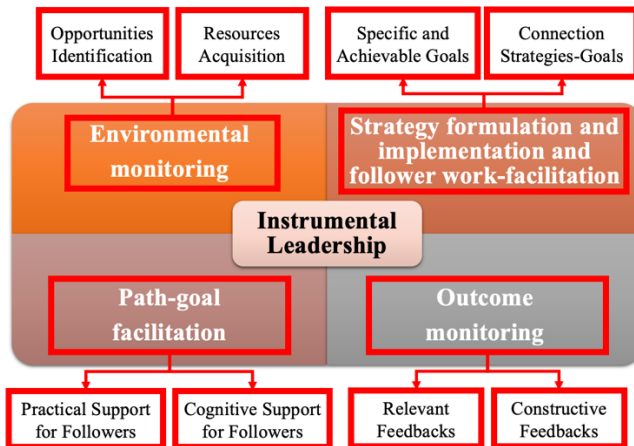 Opportunities
Identification
Resources
Acquisition
Specific and
Achievable Goals
Connection
Strategies-Goals
Environmental
monitoring
Strategy formulation and
implementation and
follower work-facilitation
Instrumental
Leadership
Path-goal
facilitation
Outcome
monitoring
Practical Support
for Followers
Cognitive Support
for Followers
Relevant
Feedbacks
Constructive
Feedbacks